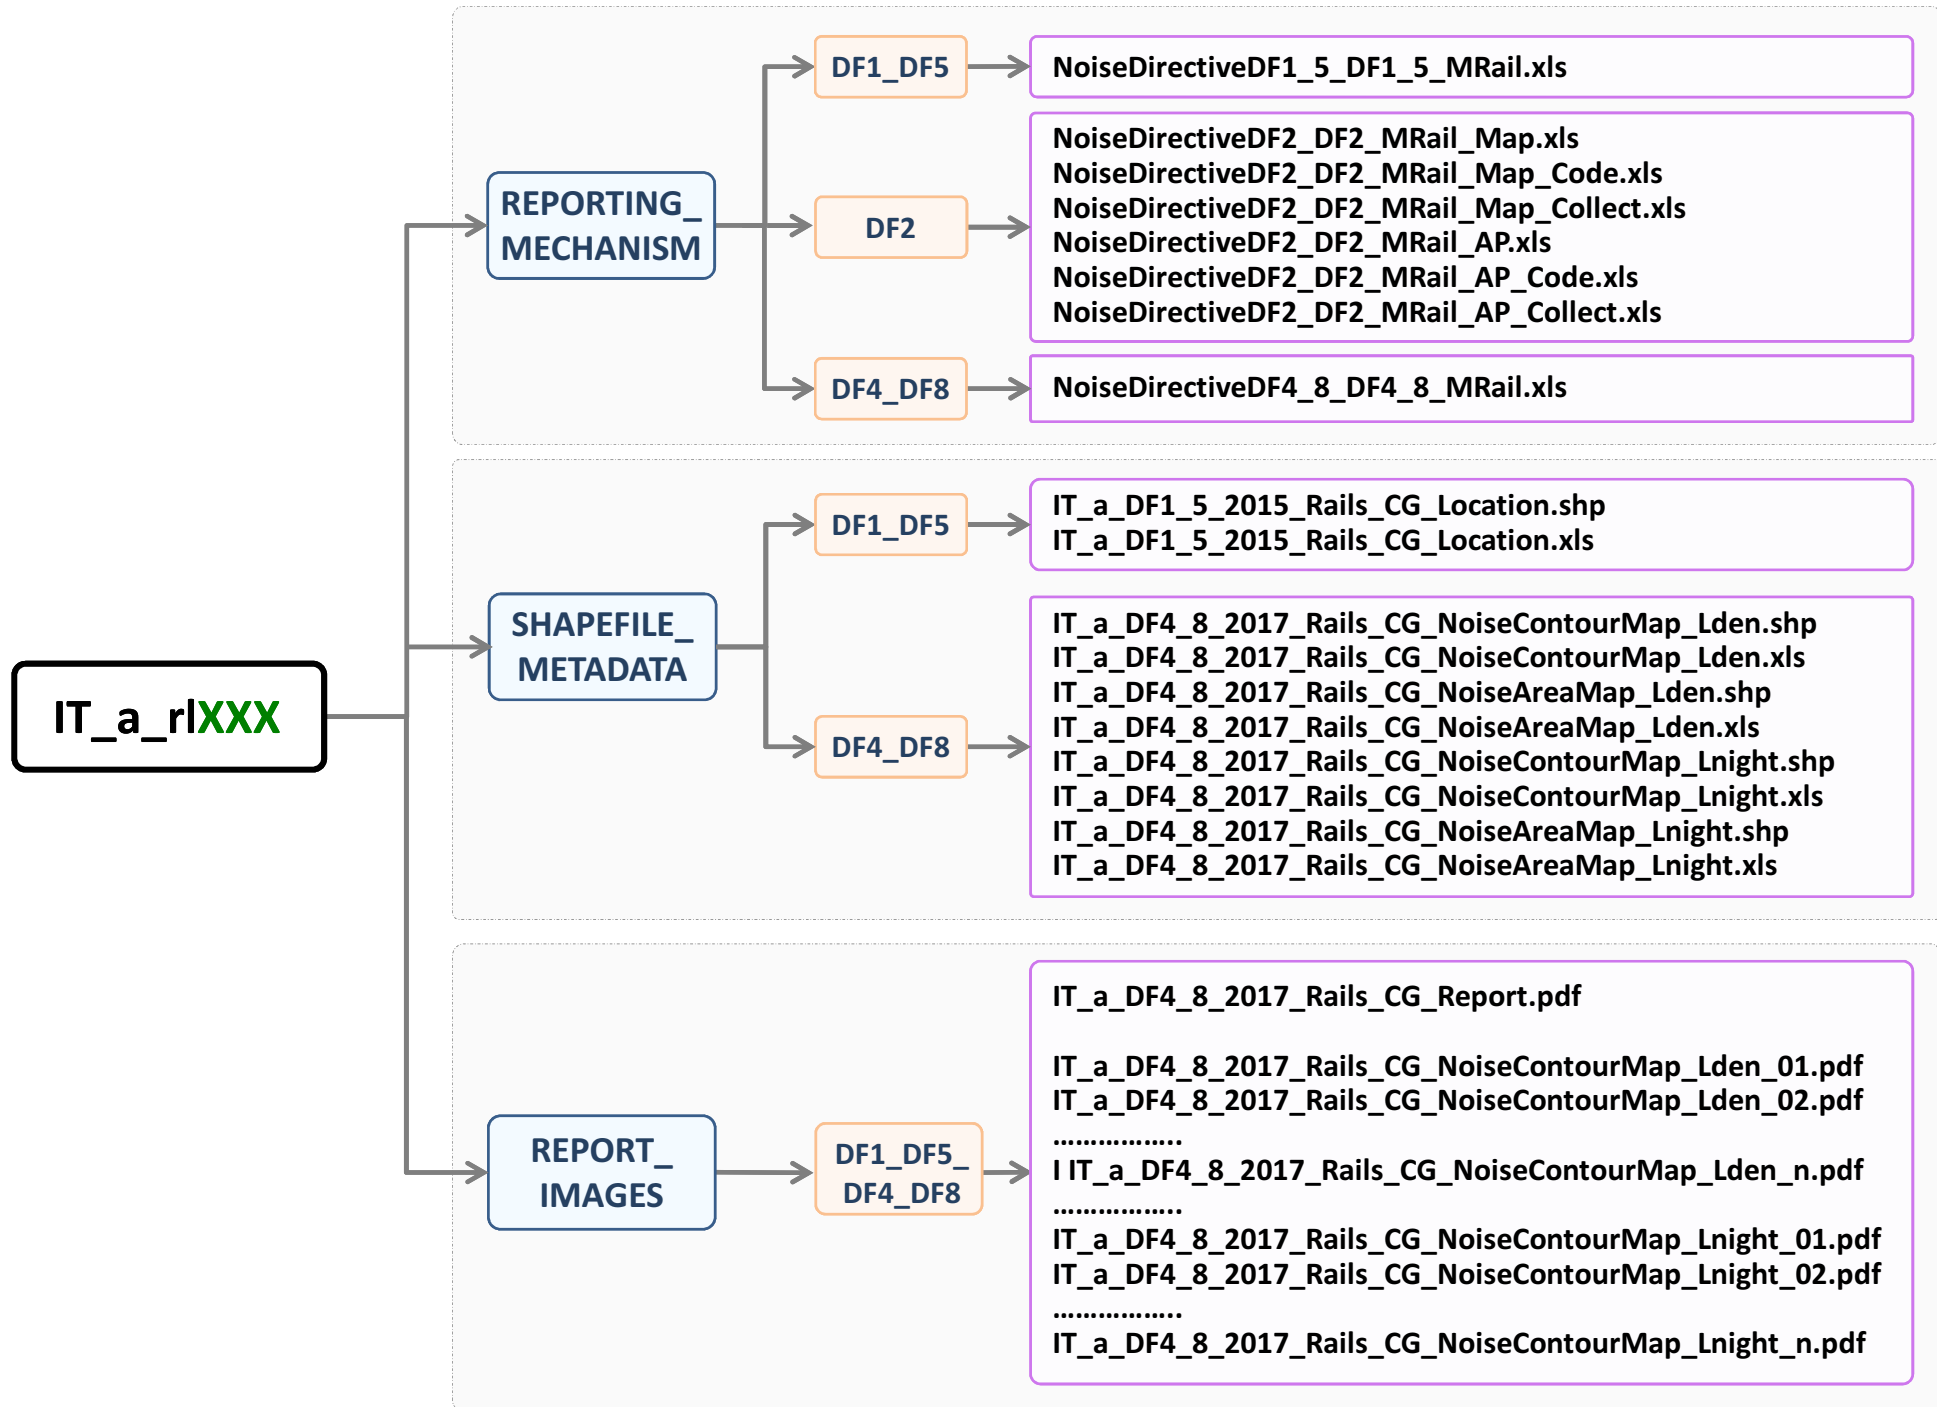 IT_a_rlXXX
REPORTING_
MECHANISM
DF1_DF5
NoiseDirectiveDF1_5_DF1_5_MRail.xls
DF2
NoiseDirectiveDF2_DF2_MRail_Map.xls
NoiseDirectiveDF2_DF2_MRail_Map_Code.xls
NoiseDirectiveDF2_DF2_MRail_Map_Collect.xls
NoiseDirectiveDF2_DF2_MRail_AP.xls
NoiseDirectiveDF2_DF2_MRail_AP_Code.xls
NoiseDirectiveDF2_DF2_MRail_AP_Collect.xls
DF4_DF8
NoiseDirectiveDF4_8_DF4_8_MRail.xls
SHAPEFILE_
METADATA
DF1_DF5
IT_a_DF1_5_2015_Rails_CG_Location.shp
IT_a_DF1_5_2015_Rails_CG_Location.xls
DF4_DF8
IT_a_DF4_8_2017_Rails_CG_NoiseContourMap_Lden.shp
IT_a_DF4_8_2017_Rails_CG_NoiseContourMap_Lden.xls
IT_a_DF4_8_2017_Rails_CG_NoiseAreaMap_Lden.shp
IT_a_DF4_8_2017_Rails_CG_NoiseAreaMap_Lden.xls
IT_a_DF4_8_2017_Rails_CG_NoiseContourMap_Lnight.shp
IT_a_DF4_8_2017_Rails_CG_NoiseContourMap_Lnight.xls
IT_a_DF4_8_2017_Rails_CG_NoiseAreaMap_Lnight.shp
IT_a_DF4_8_2017_Rails_CG_NoiseAreaMap_Lnight.xls
REPORT_
IMAGES
DF1_DF5_
DF4_DF8
IT_a_DF4_8_2017_Rails_CG_Report.pdf
IT_a_DF4_8_2017_Rails_CG_NoiseContourMap_Lden_01.pdf
IT_a_DF4_8_2017_Rails_CG_NoiseContourMap_Lden_02.pdf
……………..
I IT_a_DF4_8_2017_Rails_CG_NoiseContourMap_Lden_n.pdf
……………..
IT_a_DF4_8_2017_Rails_CG_NoiseContourMap_Lnight_01.pdf
IT_a_DF4_8_2017_Rails_CG_NoiseContourMap_Lnight_02.pdf
……………..
IT_a_DF4_8_2017_Rails_CG_NoiseContourMap_Lnight_n.pdf